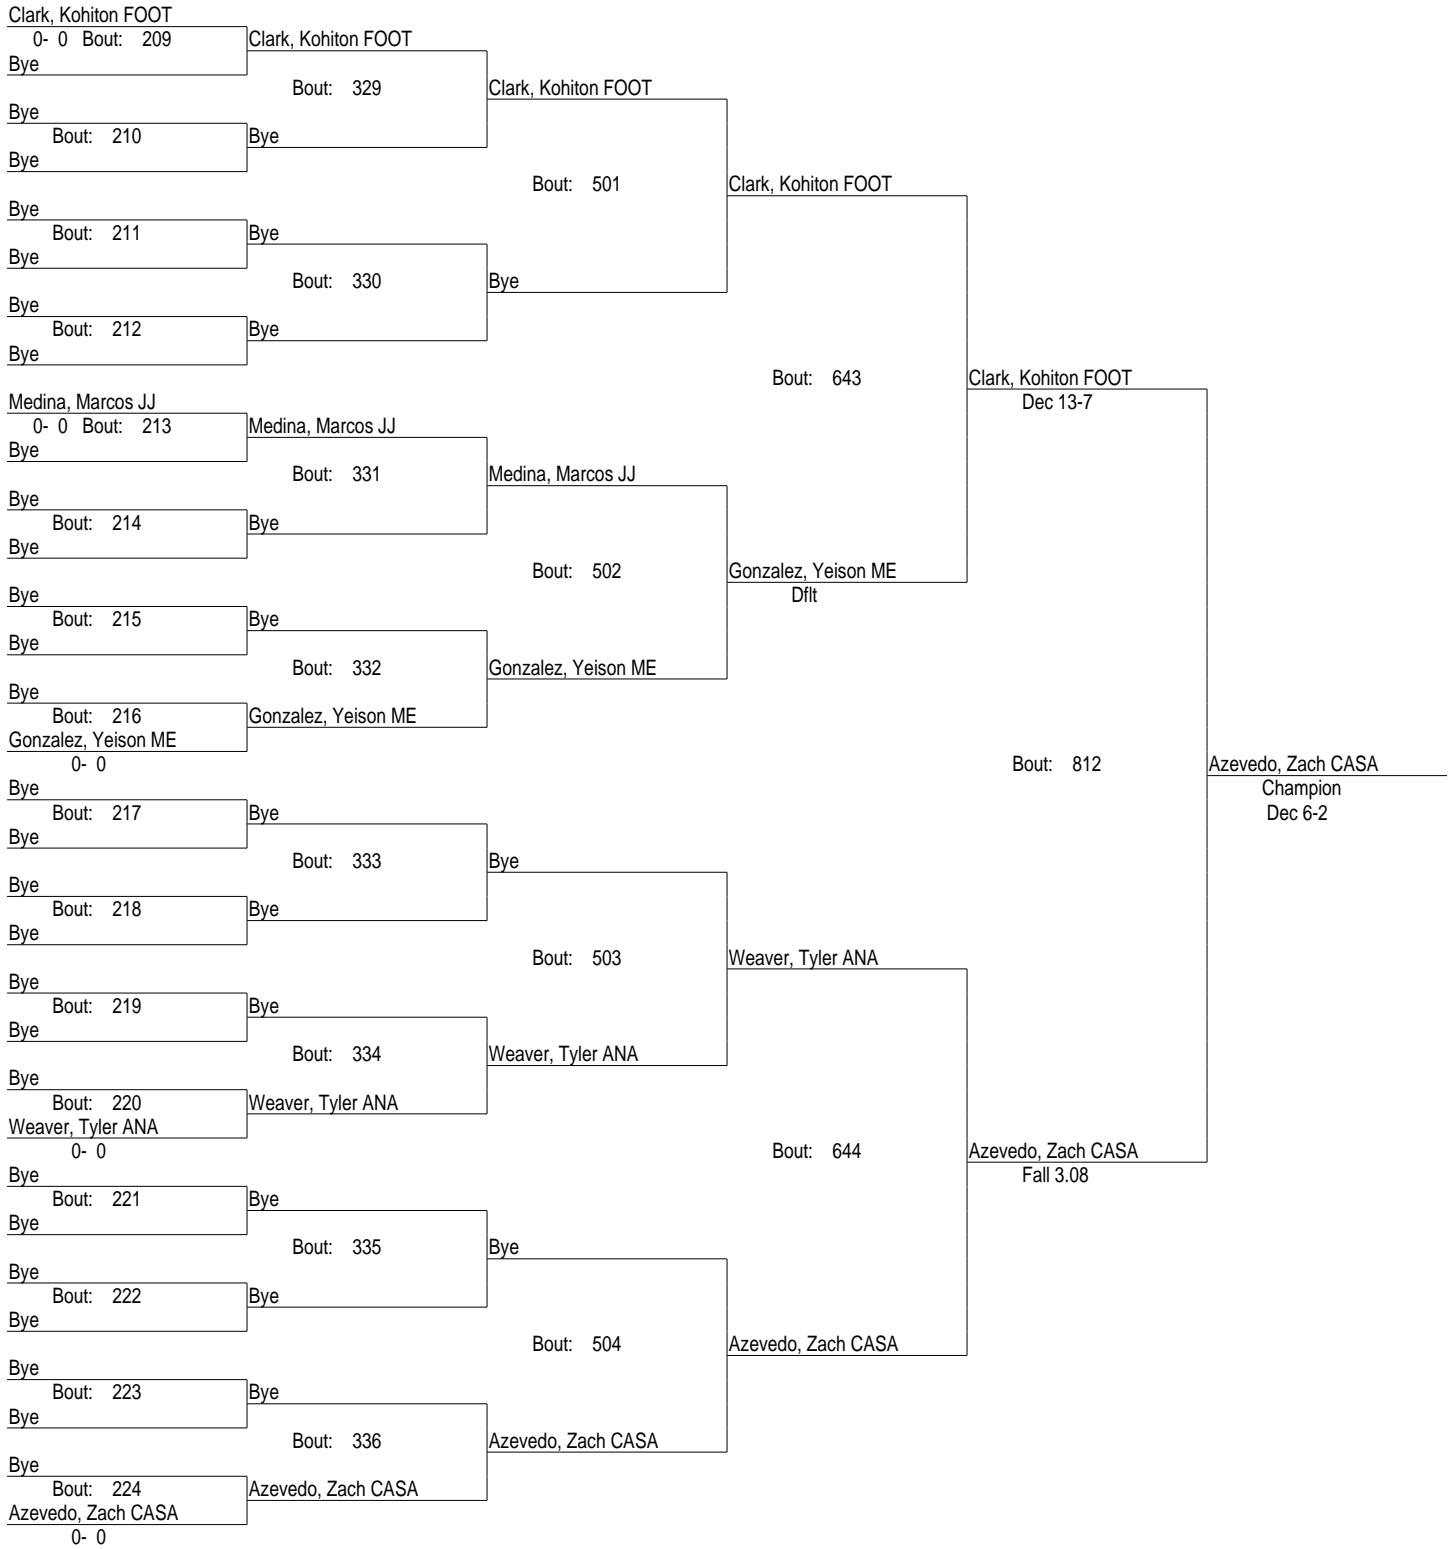 Clark, Kohiton FOOT
0- 0 Bout: 209
Clark, Kohiton FOOT
Bye
Bout: 329
Clark, Kohiton FOOT
Bye
Bout: 210
Bye
Bye
Bout: 501
Clark, Kohiton FOOT
Bye
Bout: 211
Bye
Bye
Bout: 330
Bye
Bye
Bout: 212
Bye
Bye
Bout: 643
Clark, Kohiton FOOT
Dec 13-7
Medina, Marcos JJ
0- 0 Bout: 213
Medina, Marcos JJ
Bye
Bout: 331
Medina, Marcos JJ
Bye
Bout: 214
Bye
Bye
Bout: 502
Gonzalez, Yeison ME
Dflt
Bye
Bout: 215
Bye
Bye
Bout: 332
Gonzalez, Yeison ME
Bye
Bout: 216
Gonzalez, Yeison ME
Gonzalez, Yeison ME
0- 0
Bout: 812
Azevedo, Zach CASA
Champion
Dec 6-2
Bye
Bout: 217
Bye
Bye
Bout: 333
Bye
Bye
Bout: 218
Bye
Bye
Bout: 503
Weaver, Tyler ANA
Bye
Bout: 219
Bye
Bye
Bout: 334
Weaver, Tyler ANA
Bye
Bout: 220
Weaver, Tyler ANA
Weaver, Tyler ANA
0- 0
Bout: 644
Azevedo, Zach CASA
Fall 3.08
Bye
Bout: 221
Bye
Bye
Bout: 335
Bye
Bye
Bout: 222
Bye
Bye
Bout: 504
Azevedo, Zach CASA
Bye
Bout: 223
Bye
Bye
Bout: 336
Azevedo, Zach CASA
Bye
Bout: 224
Azevedo, Zach CASA
Azevedo, Zach CASA
0- 0